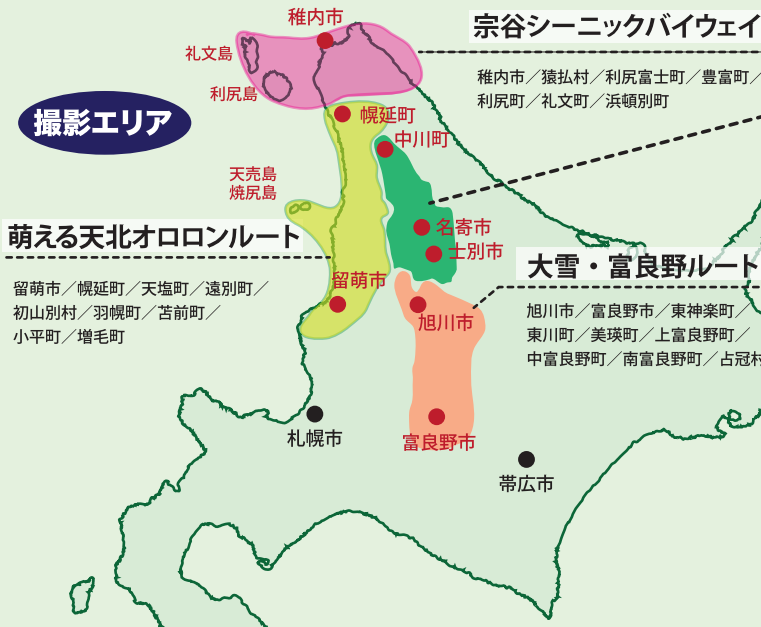 稚内市
宗谷シーニックバイウェイ
礼文島
稚内市／猿払村／利尻富士町／豊富町／
利尻島
利尻町／礼文町／浜頓別町
撮影エリア
幌延町
中川町
天売島
焼尻島
名寄市
萌える天北オロロンルート
士別市
大雪・富良野ルート
留萌市
留萌市／幌延町／天塩町／遠別町／
初山別村／羽幌町／苫前町／
小平町／増毛町
旭川市／富良野市／東神楽町／
旭川市
東川町／美瑛町／上富良野町／
中富良野町／南富良野町／占冠村
札幌市
富良野市
帯広市